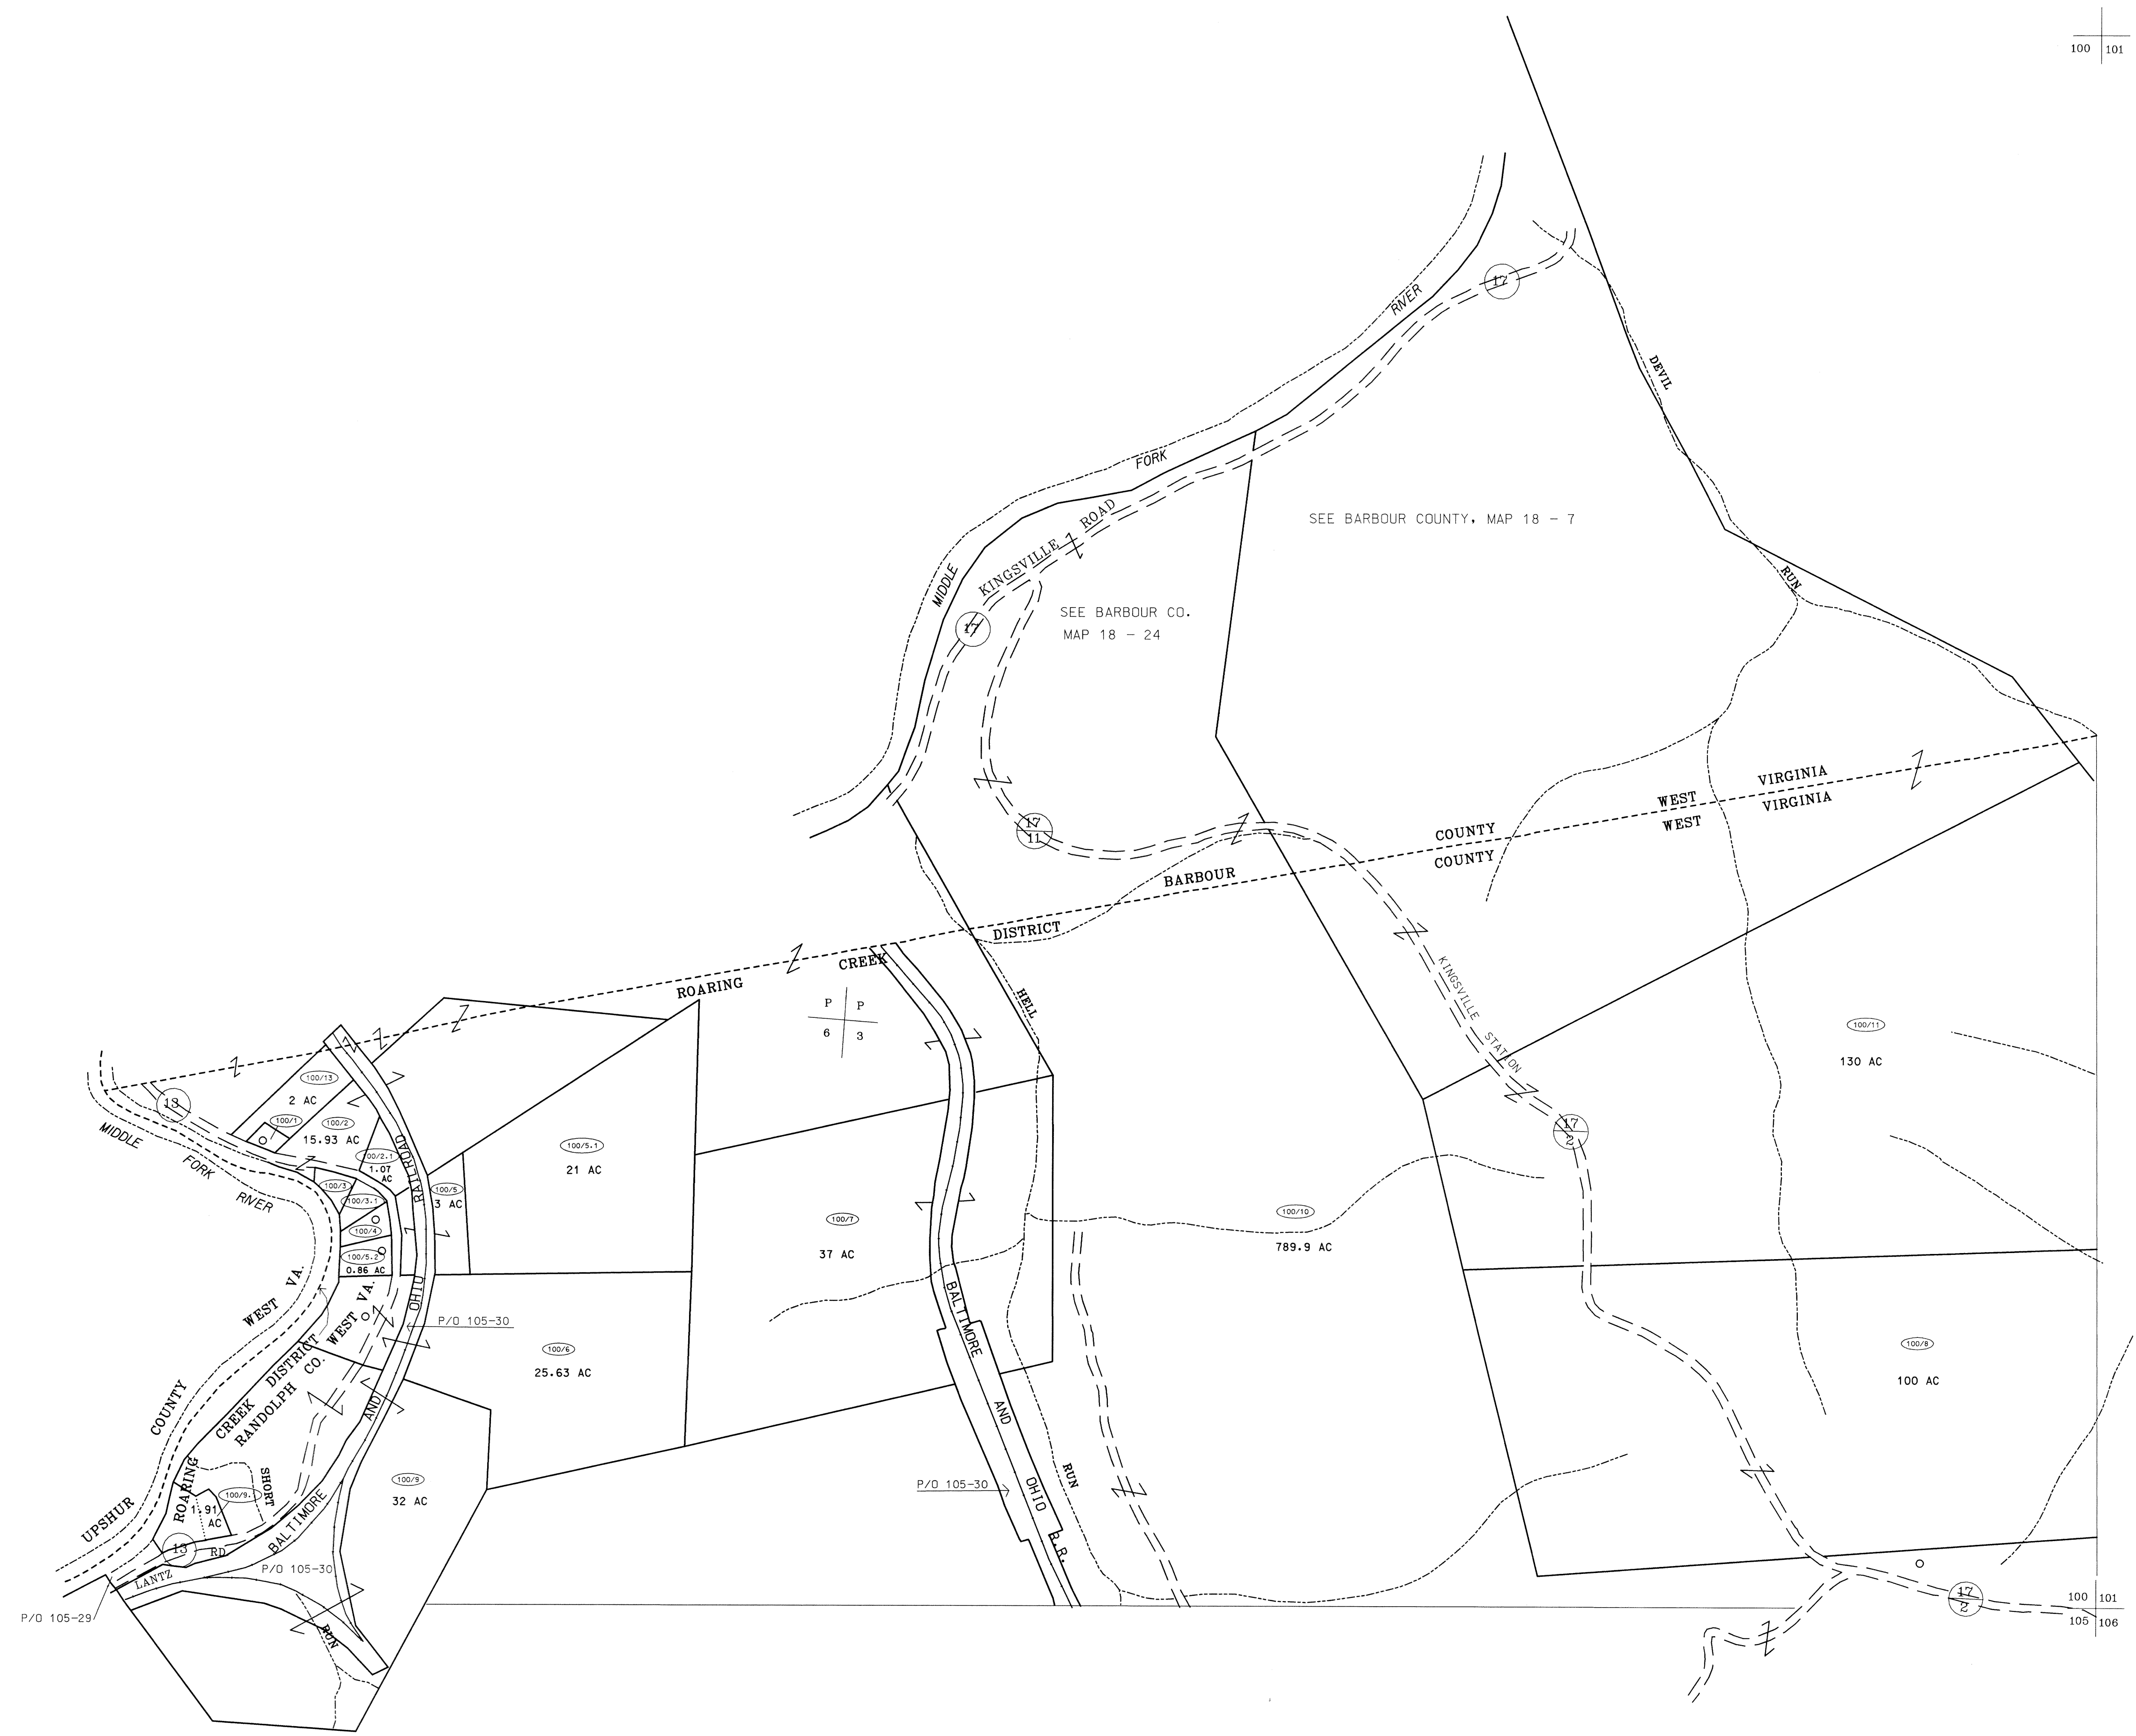 100 101
RIVER
12
DEVIL
FORK
SEE BARBOUR COUNTY, MAP 18 - 7
KINGSVILLE ROAD
MIDDLE
RUN
SEE BARBOUR CO.
MAP 18 - 24
17
VIRGINIA
WEST
VIRGINIA
WEST
17
11
COUNTY
COUNTY
BARBOUR
DISTRICT
CREEK
ROARING
KINGSVILLE STATION
HELL
P P
6 3
100/11
130 AC
100/13
2 AC
13
100/1
100/2
15.93 AC
MIDDLE
FORK
RIVER
17
2
100/2.1
1.07
AC
RAILROAD
100/5.1
21 AC
100/3
100/3.1
100/5
3 AC
100/4
100/5.2
0.86 AC
100/7
37 AC
100/10
789.9 AC
WEST VA.
WEST VA.
OHIO
P/O 105-30
BALTIMORE
100/6
25.63 AC
100/8
100 AC
COUNTY
CREEK DISTRICT
RANDOLPH CO.
AND
AND
100/9
32 AC
ROARING
SHORT
100/9.
1.91
AC
P/O 105-30
OHIO
RUN
UPSHUR
BALTIMORE
R.R.
13
RD
LANTZ
P/O 105-30
P/O 105-29
RUN
17
2
100 101
105 106